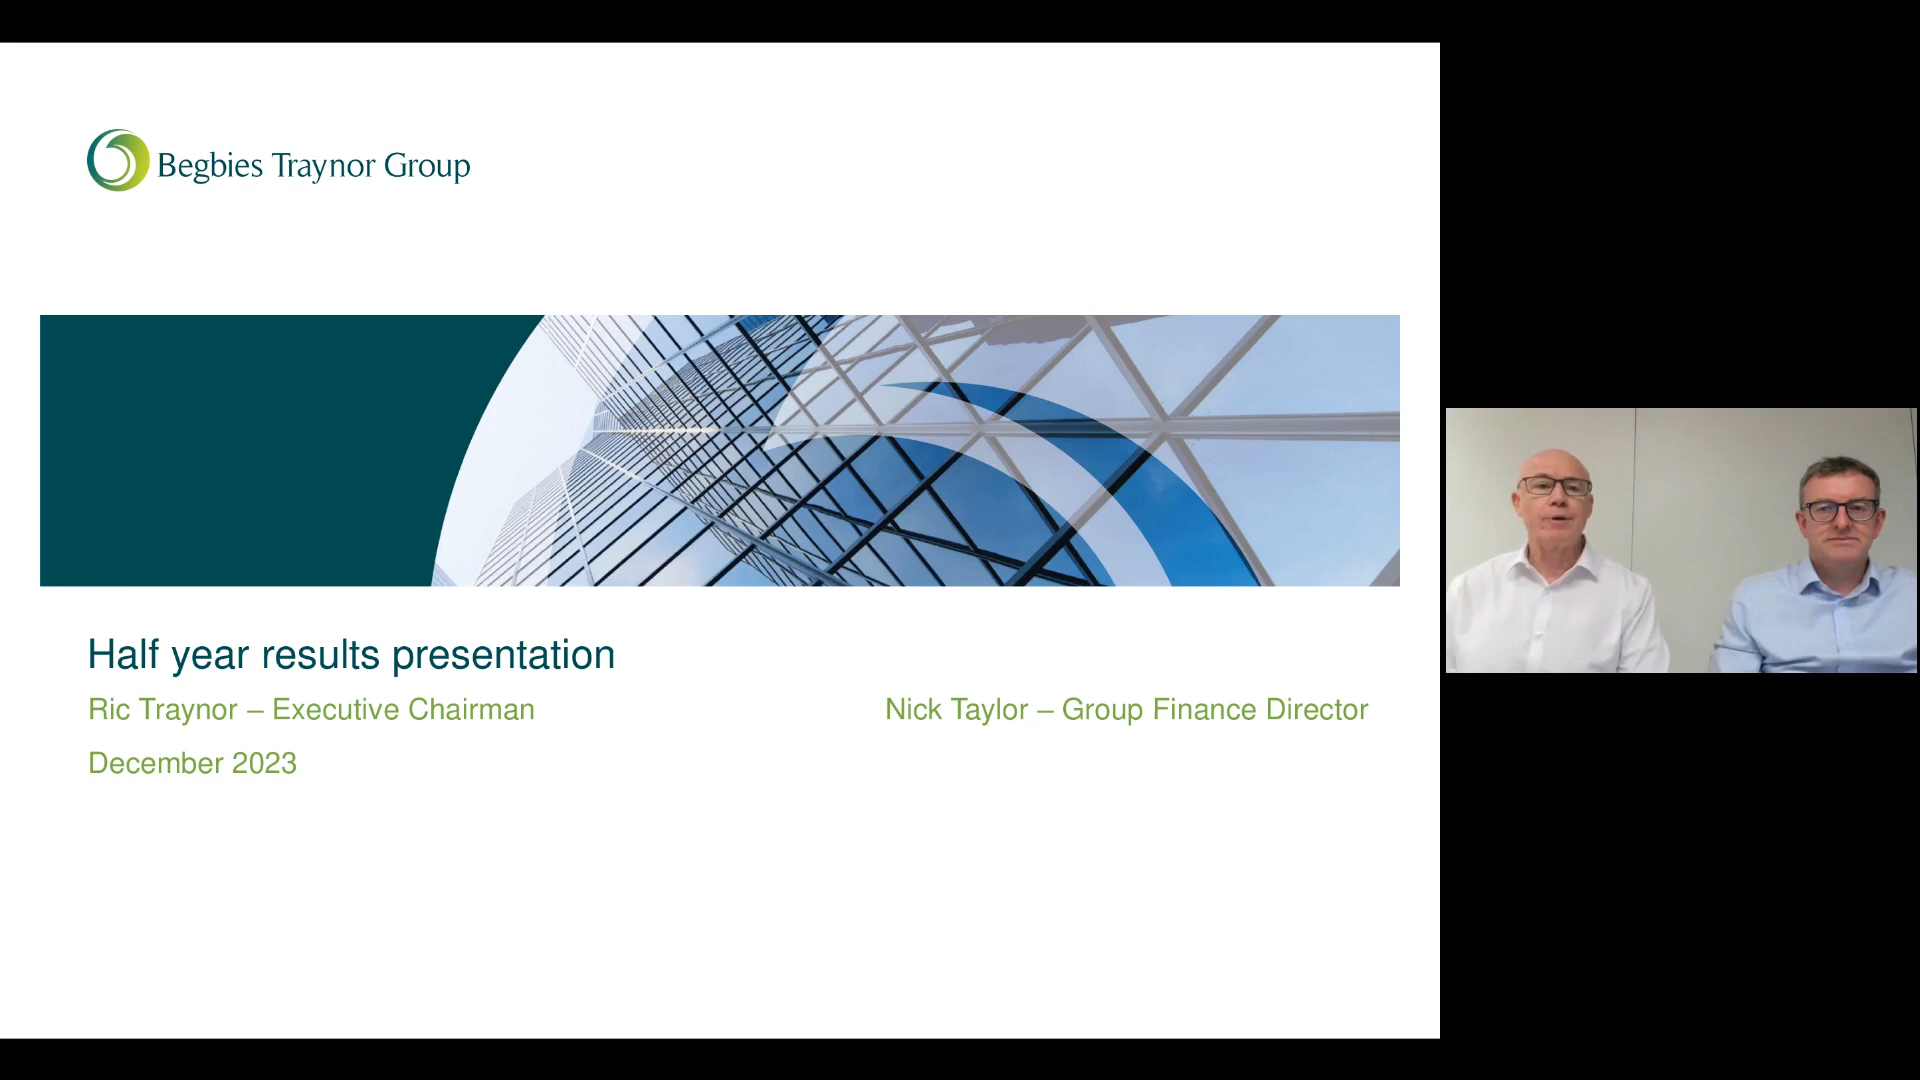 Begbies Traynor Group
Half year results presentation
Ric Traynor – Executive Chairman
Nick Taylor – Group Finance Director
December 2023